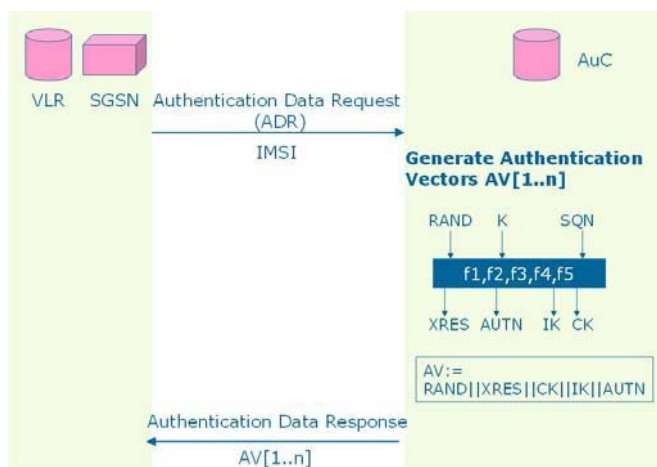 VLR SGSN
AuC
Authentication Data Request
(ADR)
IMSI
Generate Authentication
Vectors AV[1..n]
RAND K SQN
f1,f2,f3,f4,f5
XRES AUTN IK CK
AV:=
RAND||XRES||CK||IK||AUTN
Authentication Data Response
AV[1..n]